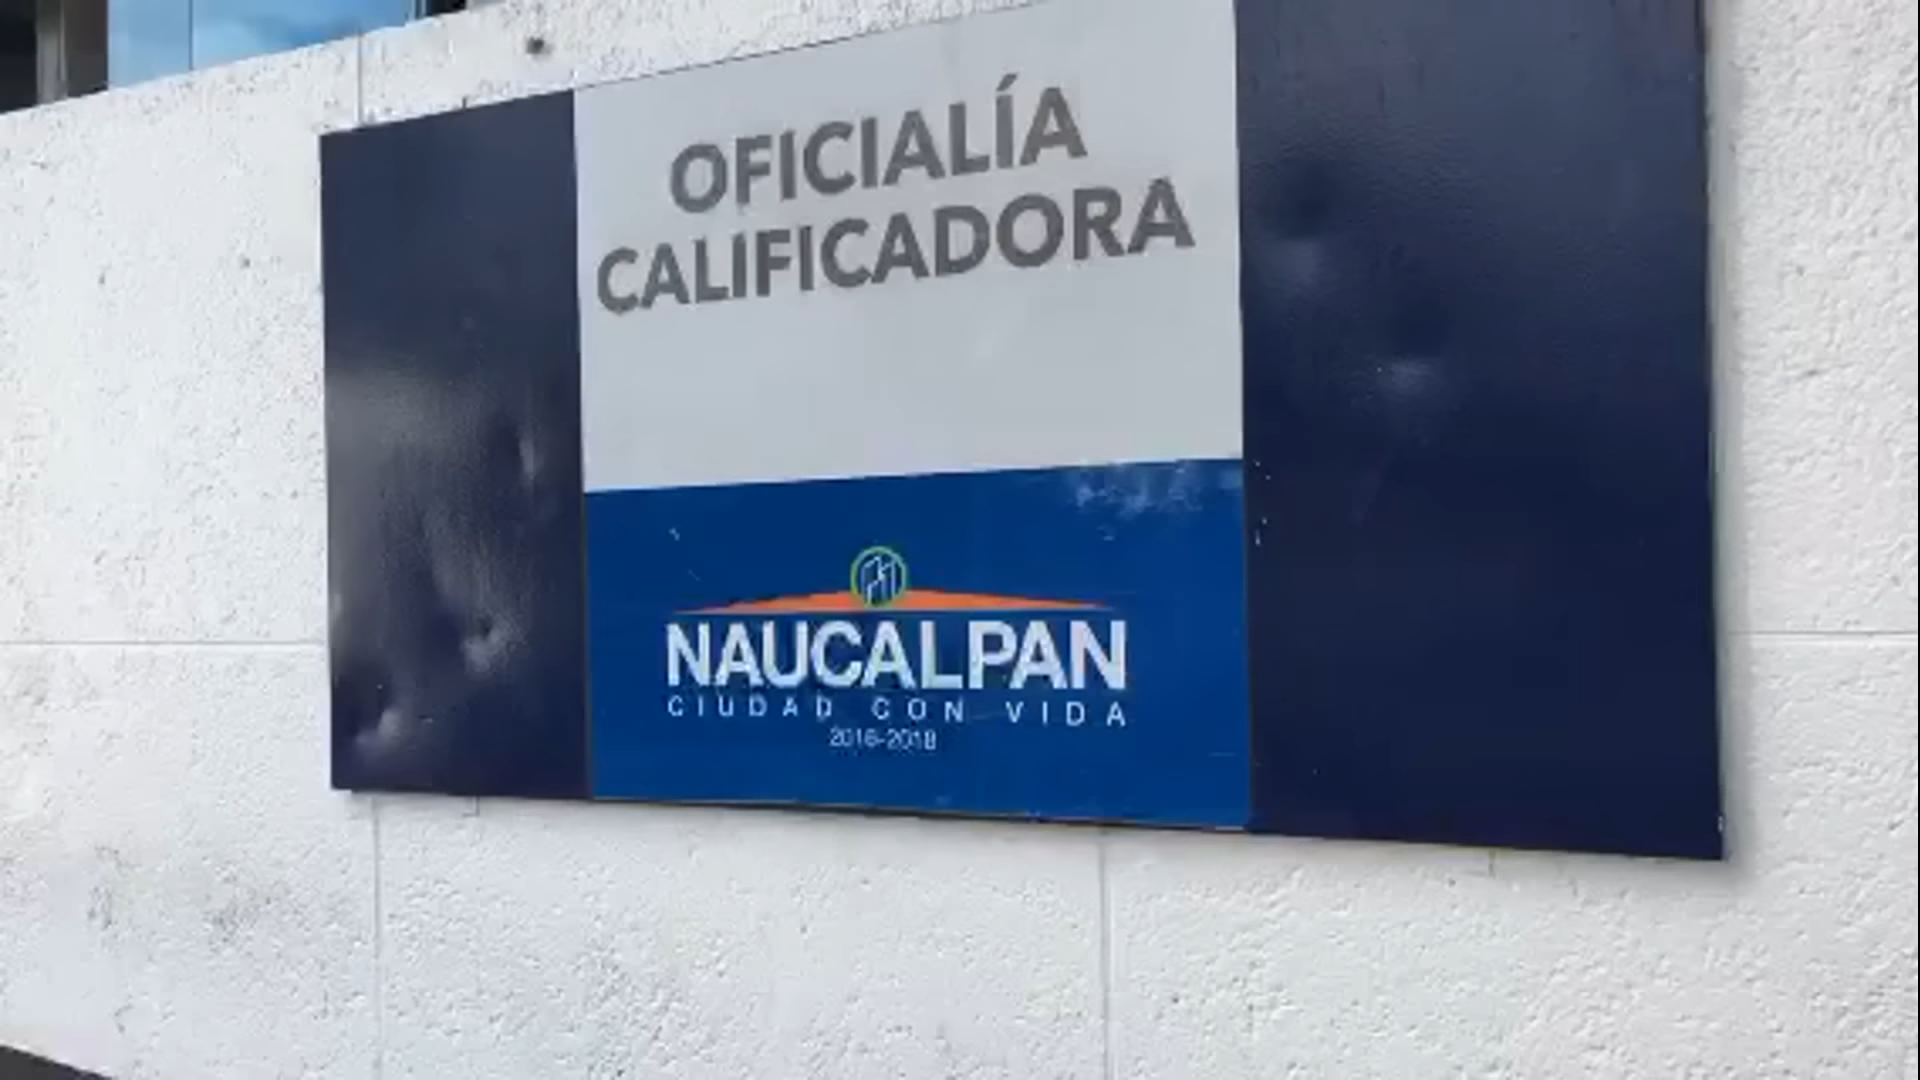 OFICIALÍA
CALIFICADORA
NAUCALPAN
CIUDAD CON VIDA
2016-2018